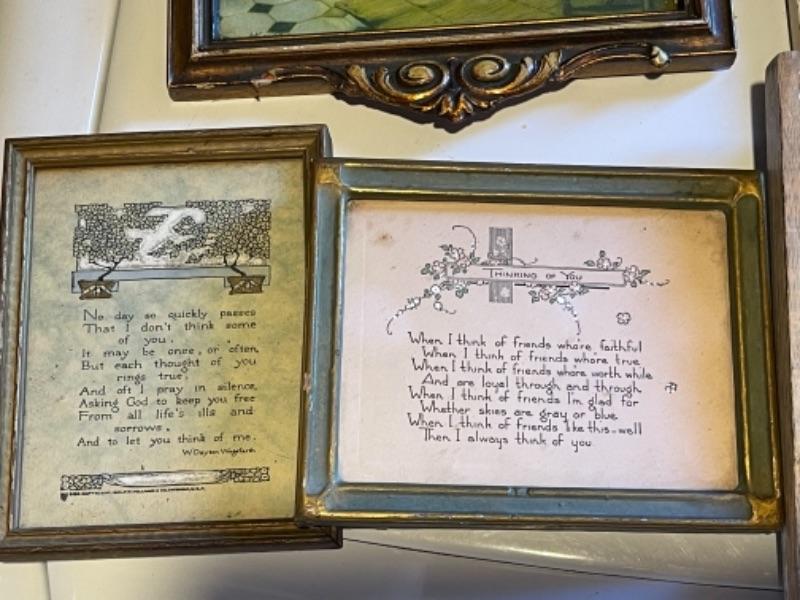 No day so quickly passes
That I don't think some
of you.
It may be once, or often,
But each thought of you
rings true.
And oft I pray in silence,
Asking God to keep you free
From all life's ills and
sorrows,
And to let you think of me.
W. Dayton Wegefarth
THINKING OF YOU
When I think of friends who're faithful
When I think of friends who're true
When I think of friends who're worth while
And are loyal through and through,
When I think of friends I'm glad for
Whether skies are gray or blue
When I think of friends like this-well
Then I always think of you